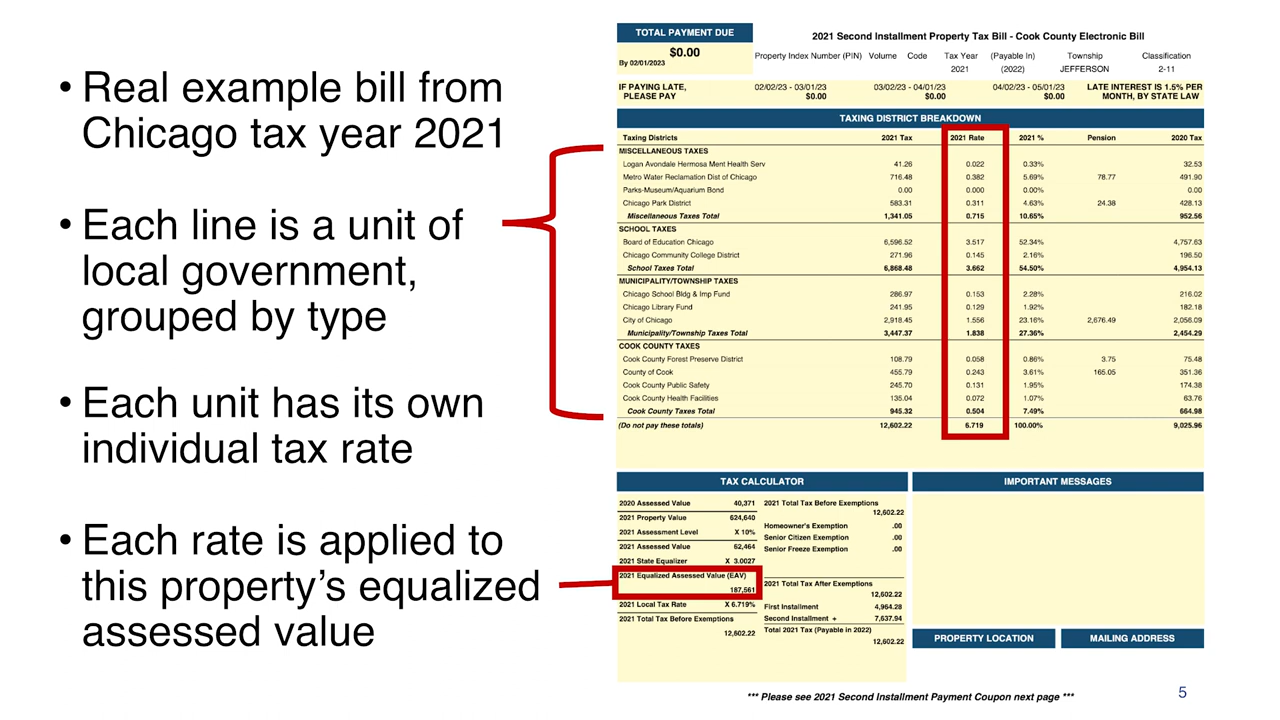 • Real example bill from
Chicago tax year 2021
• Each line is a unit of
local government,
grouped by type
• Each unit has its own
individual tax rate
• Each rate is applied to
this property's equalized
assessed value
TOTAL PAYMENT DUE
$0.00
By 02/01/2023
2021 Second Installment Property Tax Bill - Cook County Electronic Bill
Property Index Number (PIN) Volume Code Tax Year (Payable In) Township Classification
2021 (2022) JEFFERSON 2-11
IF PAYING LATE, 02/02/23 - 03/01/23 03/02/23 - 04/01/23 04/02/23 - 05/01/23 LATE INTEREST IS 1.5% PER
PLEASE PAY $0.00 $0.00 $0.00 MONTH, BY STATE LAW
TAXING DISTRICT BREAKDOWN
Taxing Districts 2021 Tax 2021 Rate 2021 % Pension 2020 Tax
MISCELLANEOUS TAXES
Logan Avondale Hermosa Ment Health Serv 41.26 0.022 0.33% 32.53
Metro Water Reclamation Dist of Chicago 716.48 0.382 5.69% 78.77 491.90
Parks-Museum/Aquarium Bond 0.00 0.000 0.00% 0.00
Chicago Park District 583.31 0.311 4.63% 24.38 428.13
Miscellaneous Taxes Total 1,341.05 0.715 10.65% 952.56
SCHOOL TAXES
Board of Education Chicago 6,596.52 3.517 52.34% 4,757.63
Chicago Community College District 271.96 0.145 2.16% 196.50
School Taxes Total 6,868.48 3.662 54.50% 4,954.13
MUNICIPALITY/TOWNSHIP TAXES
Chicago School Bldg & Imp Fund 286.97 0.153 2.28% 216.02
Chicago Library Fund 241.95 0.129 1.92% 182.18
City of Chicago 2,918.45 1.556 23.16% 2,676.49 2,056.09
Municipality/Township Taxes Total 3,447.37 1.838 27.36% 2,454.29
COOK COUNTY TAXES
Cook County Forest Preserve District 108.79 0.058 0.86% 3.75 75.48
County of Cook 455.79 0.243 3.61% 165.05 351.36
Cook County Public Safety 245.70 0.131 1.95% 174.38
Cook County Health Facilities 135.04 0.072 1.07% 63.76
Cook County Taxes Total 945.32 0.504 7.49% 664.98
(Do not pay these totals) 12,602.22 6.719 100.00% 9,025.96
TAX CALCULATOR
2020 Assessed Value 40,371
2021 Property Value 624,640
2021 Assessment Level X 10%
2021 Assessed Value 62,464
2021 State Equalizer X 3.0027
2021 Equalized Assessed Value (EAV)
187,561
2021 Local Tax Rate X 6.719%
2021 Total Tax Before Exemptions
12,602.22
2021 Total Tax Before Exemptions
12,602.22
Homeowner's Exemption .00
Senior Citizen Exemption .00
Senior Freeze Exemption .00
2021 Total Tax After Exemptions
12,602.22
First Installment 4,964.28
Second Installment + 7,637.94
Total 2021 Tax (Payable in 2022)
12,602.22
IMPORTANT MESSAGES
PROPERTY LOCATION
MAILING ADDRESS
*** Please see 2021 Second Installment Payment Coupon next page ***
5